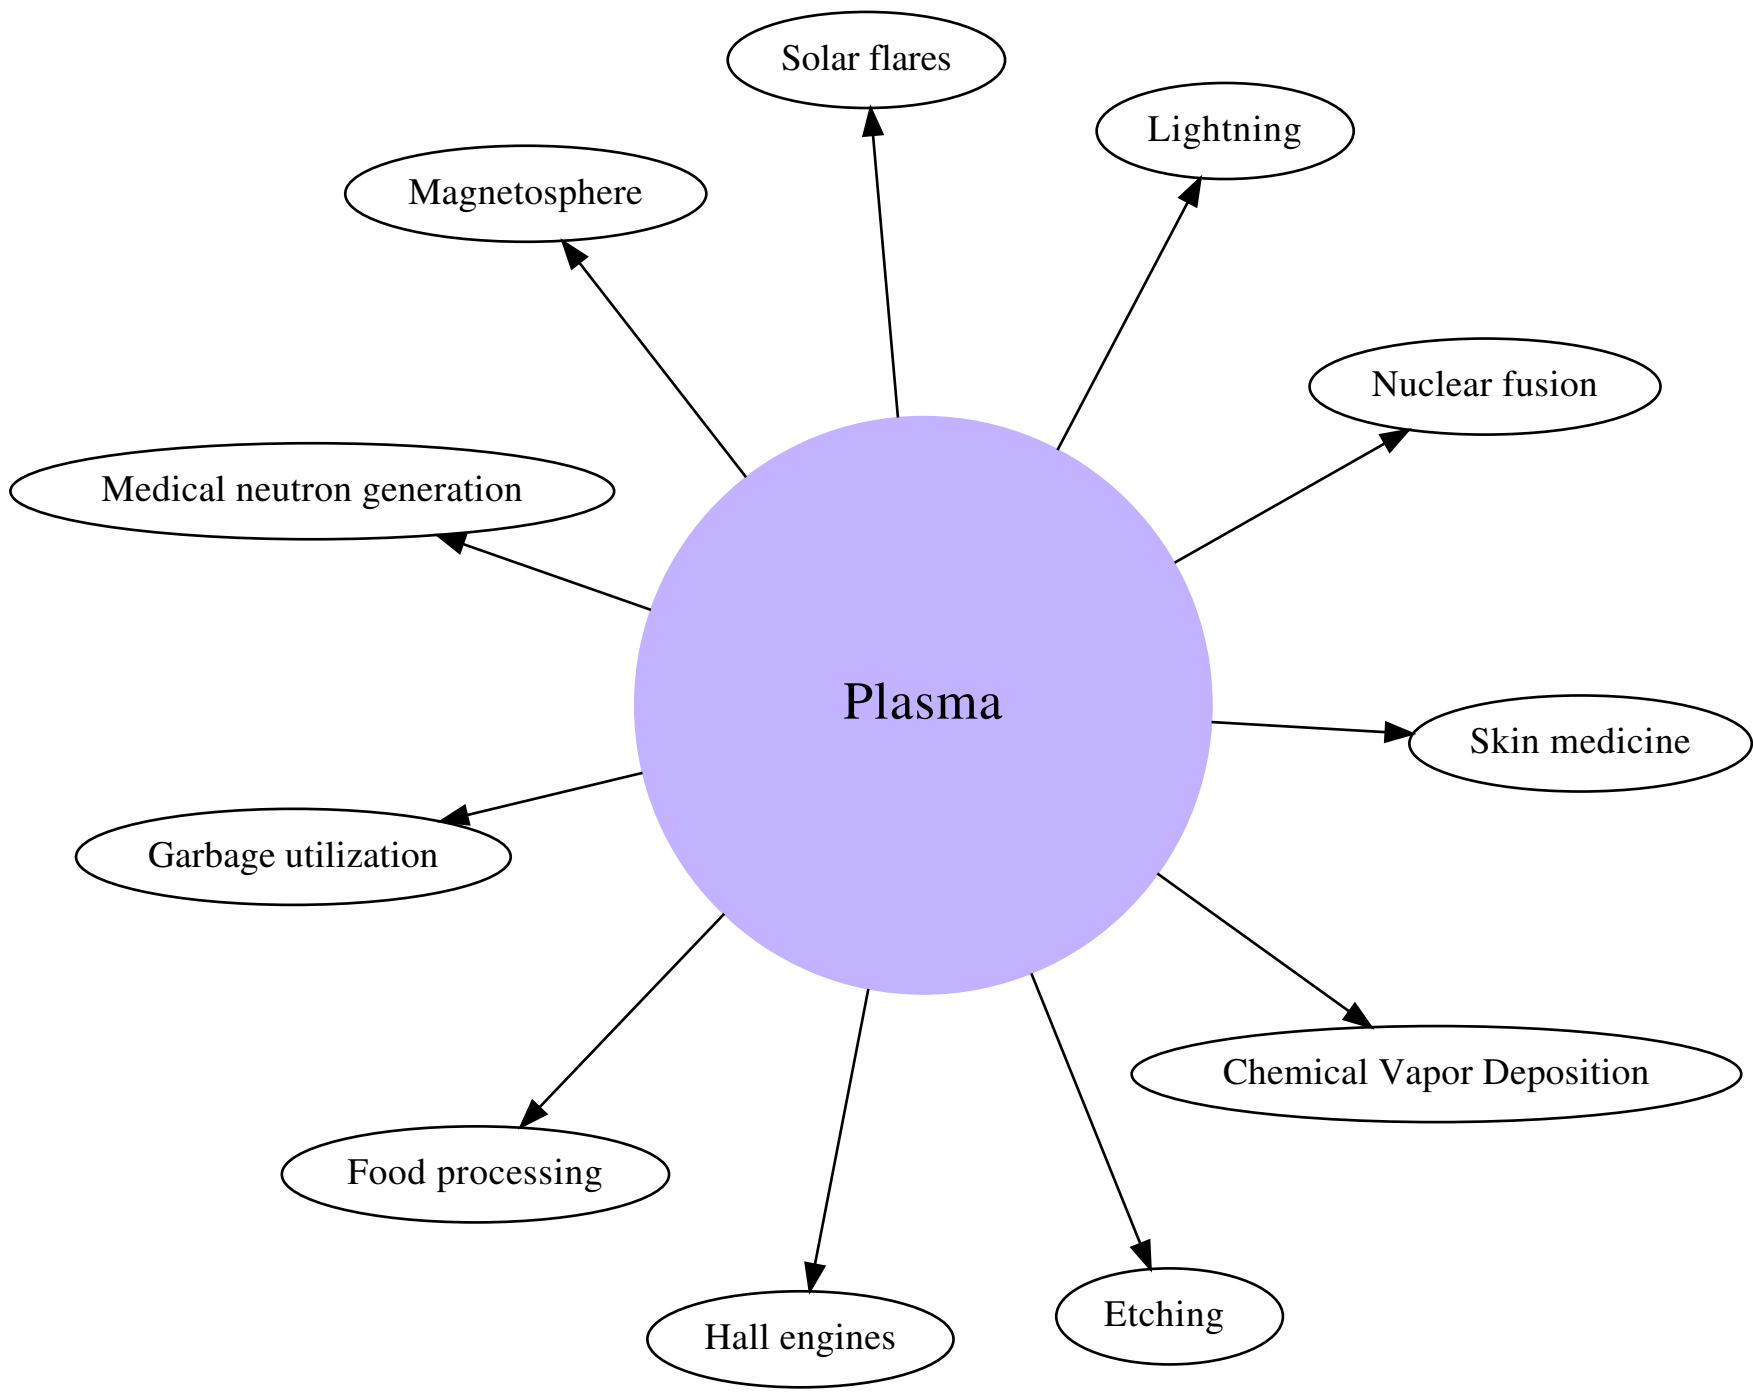 Solar flares
Lightning
Magnetosphere
Nuclear fusion
Medical neutron generation
Plasma
Skin medicine
Garbage utilization
Chemical Vapor Deposition
Food processing
Etching
Hall engines